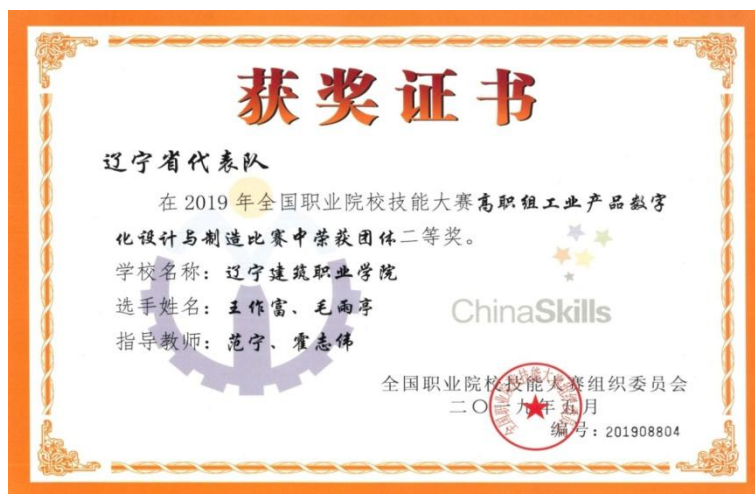 获奖证书
辽宁省代表队
在 2019 年全国职业院校技能大赛高职组工业产品数字
化设计与制造比赛中荣获团体二等奖。
学校名称：辽宁建筑职业学院
选手姓名：王作富、毛雨亭
指导教师：范宁、霍志伟
ChinaSkills
全国职业院校技能大赛组织委员会
二〇一九年五月
编号：201908804